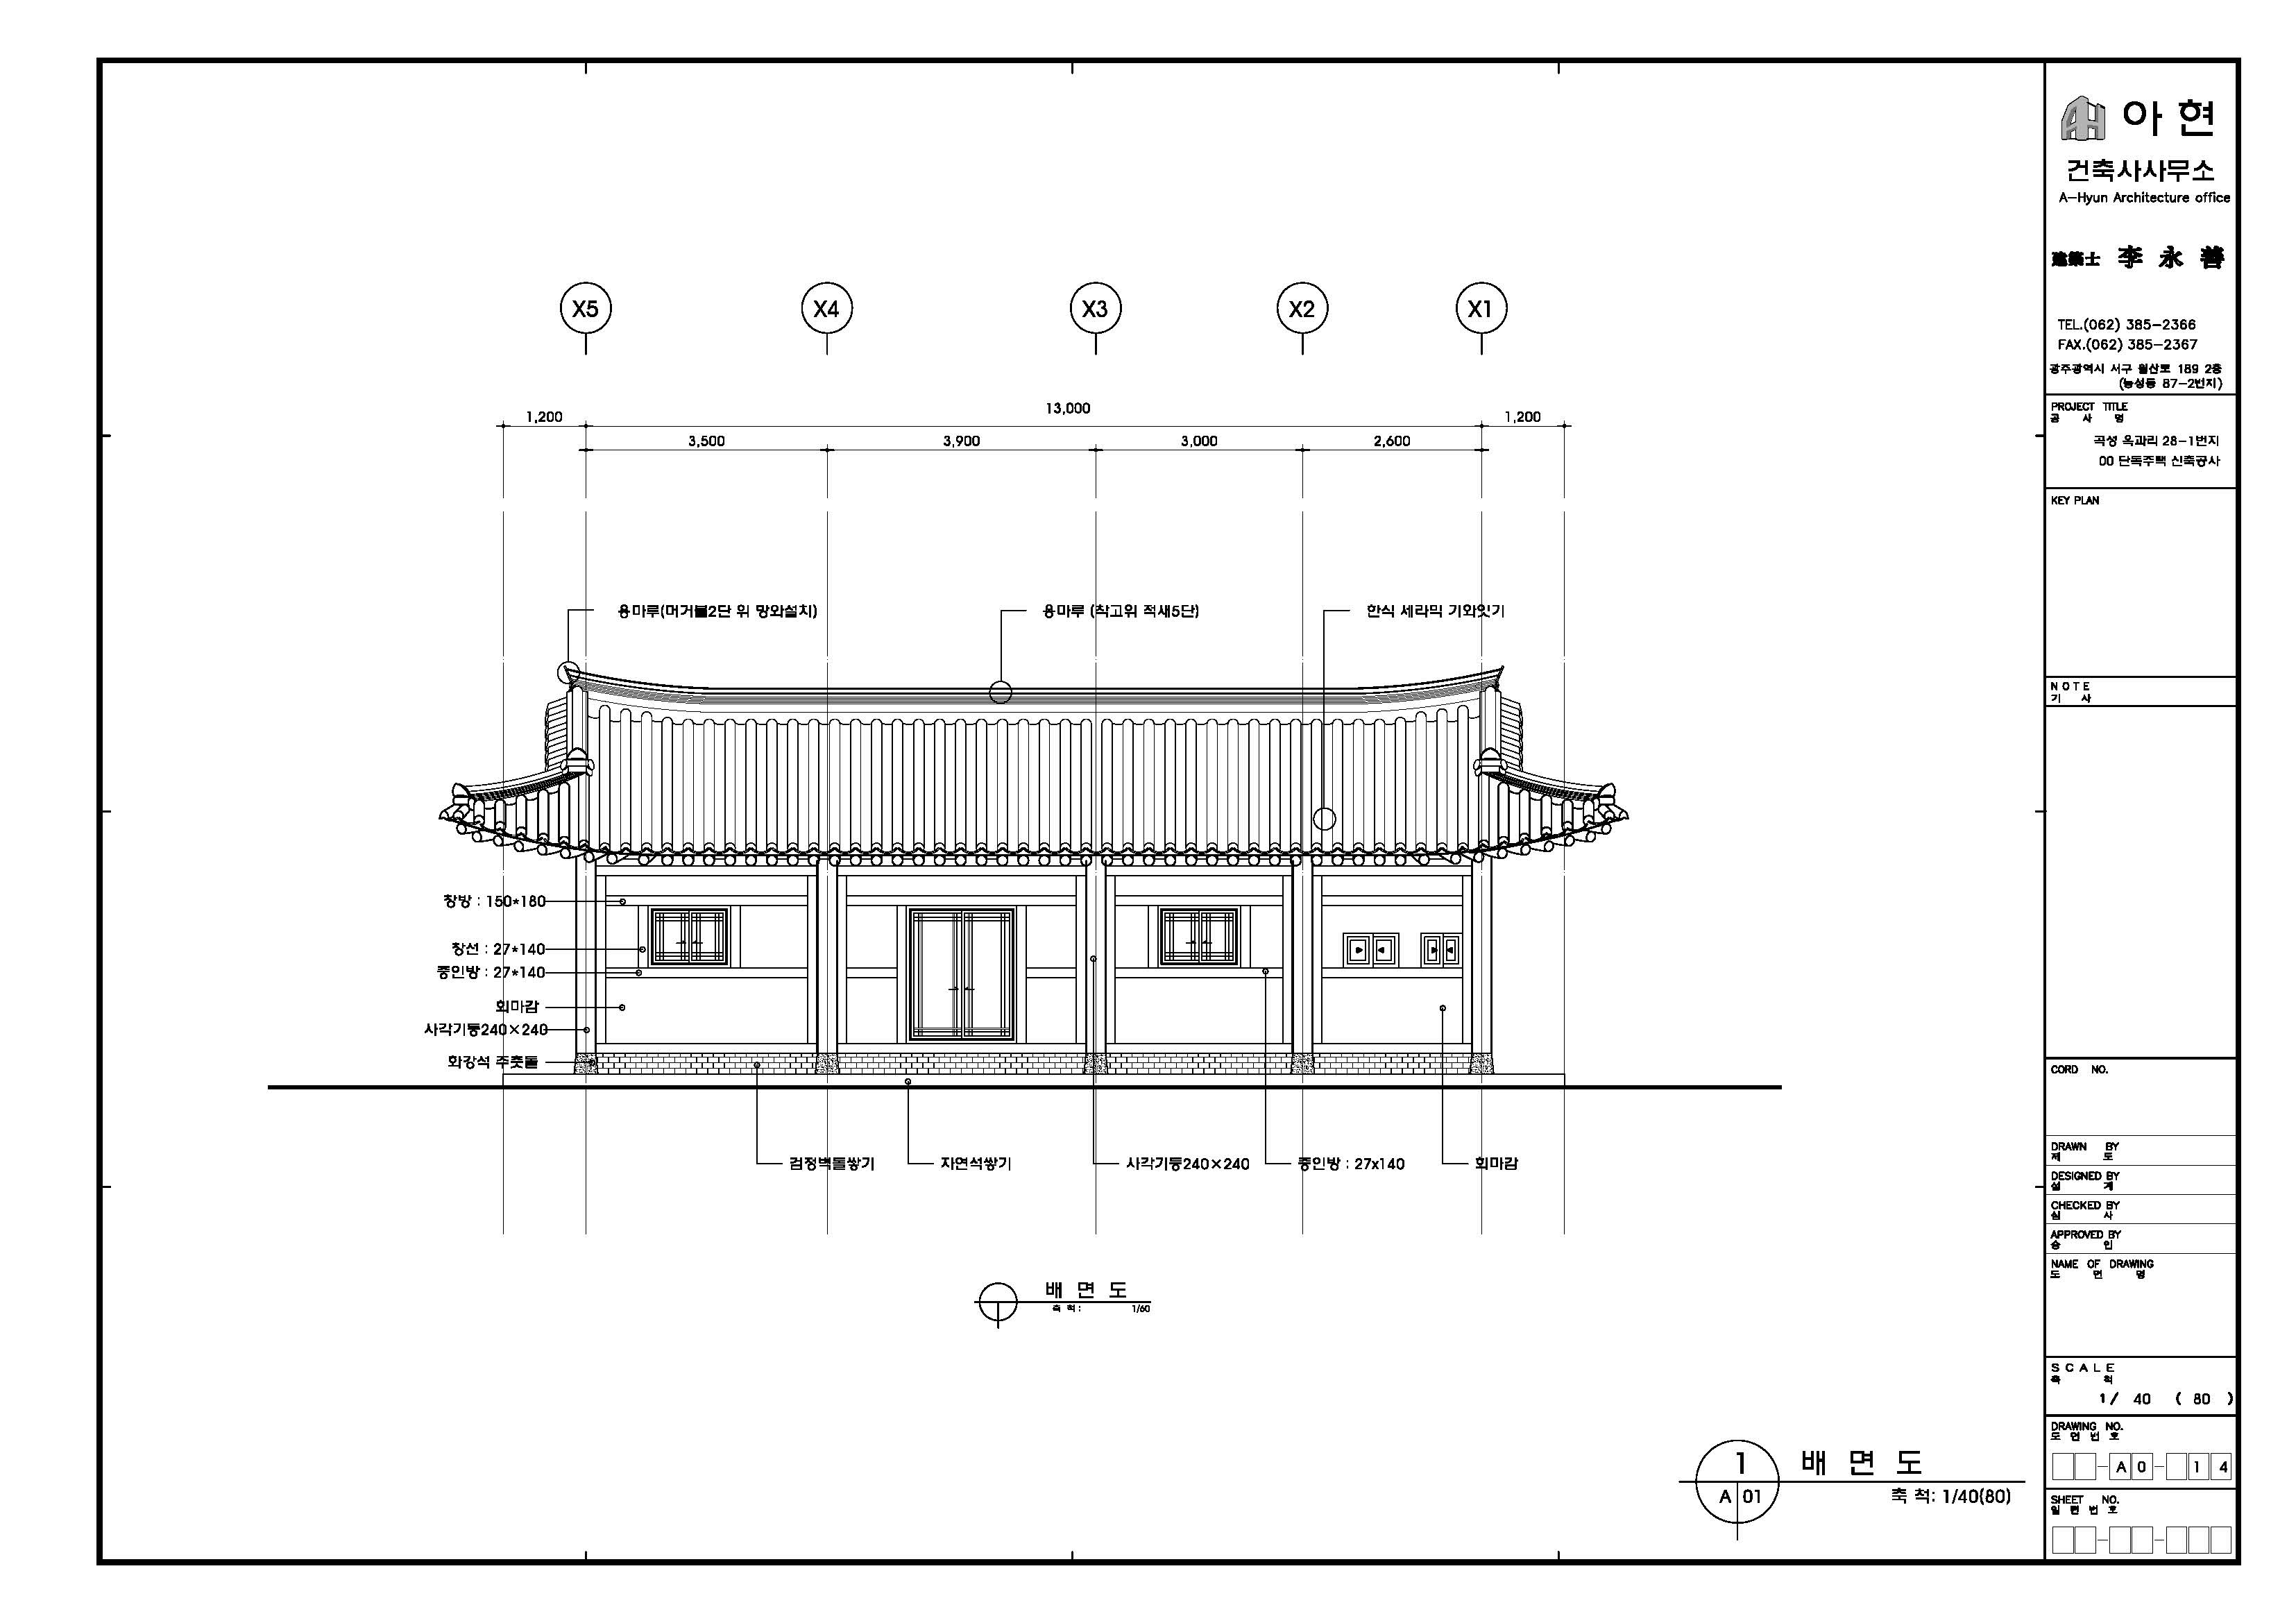 X5 X4 X3 X2 X1
1,200 13,000 1,200
3,500 3,900 3,000 2,600
용마루(머거불2단 위 망와설치) 용마루 (착고위 적새5단) 한식 세라믹 기와잇기
창방 : 150*180
창선 : 27*140
중인방 : 27*140
회마감
사각기둥240×240
화강석 주춧돌
검정벽돌쌓기 자연석쌓기 사각기둥240×240 중인방 : 27x140 회마감
배 면 도
축 척 : 1/60
1 배 면 도
A 01 축 척: 1/40(80)
AH 아 현
건축사사무소
A-Hyun Architecture office
建築士 李 永 善
TEL.(062) 385-2366
FAX.(062) 385-2367
광주광역시 서구 월산로 189 2층
(농성동 87-2번지)
PROJECT TITLE
공 사 명
곡성 옥과리 28-1번지
00 단독주택 신축공사
KEY PLAN
NOTE
기 사
CORD NO.
DRAWN BY
제 도
DESIGNED BY
설 계
CHECKED BY
심 사
APPROVED BY
승 인
NAME OF DRAWING
도 면 명
SCALE
축 척
1/ 40 ( 80 )
DRAWING NO.
도 면 번 호
- A 0 - 1 4
SHEET NO.
일 련 번 호
- -